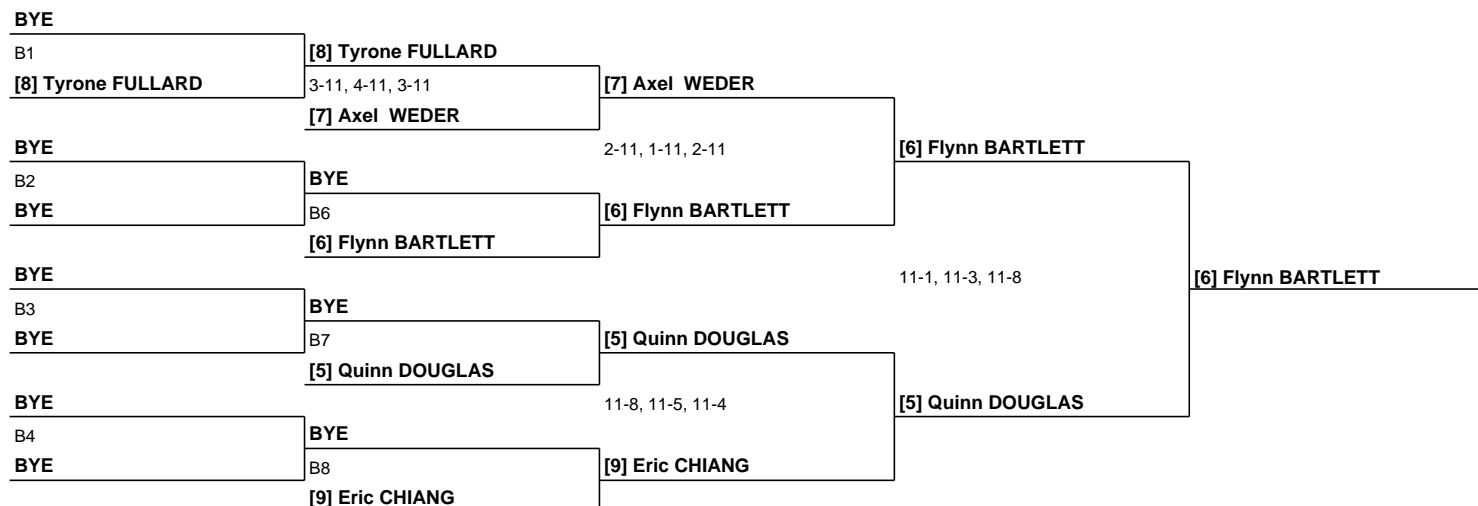 BYE
B1
[8] Tyrone FULLARD
[8] Tyrone FULLARD
3-11, 4-11, 3-11
[7] Axel WEDER
[7] Axel WEDER
BYE
2-11, 1-11, 2-11
[6] Flynn BARTLETT
B2
BYE
BYE
B6
[6] Flynn BARTLETT
[6] Flynn BARTLETT
BYE
11-1, 11-3, 11-8
[6] Flynn BARTLETT
B3
BYE
BYE
B7
[5] Quinn DOUGLAS
[5] Quinn DOUGLAS
BYE
11-8, 11-5, 11-4
[5] Quinn DOUGLAS
B4
BYE
BYE
B8
[9] Eric CHIANG
[9] Eric CHIANG